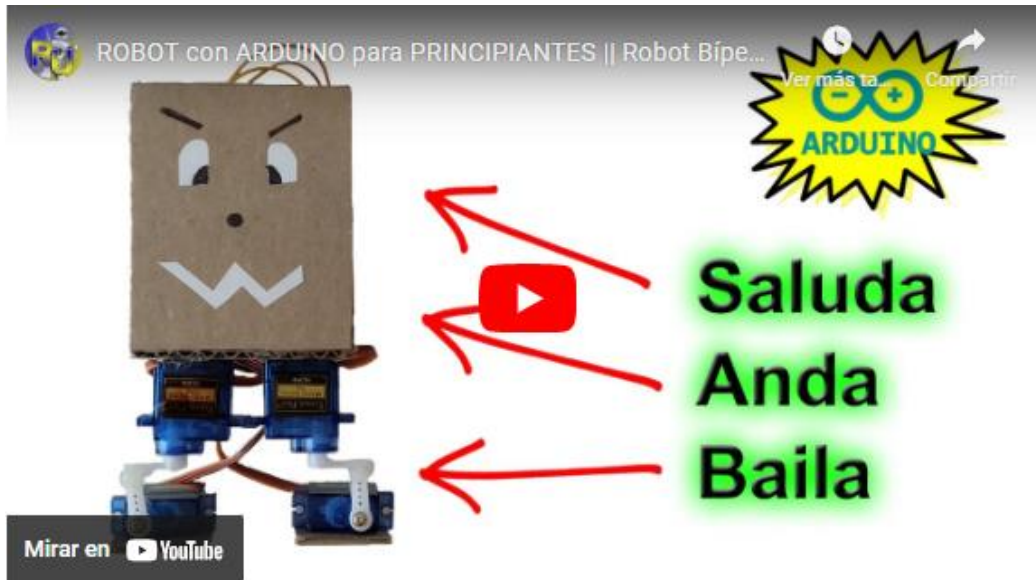 ROBOT con ARDUINO para PRINCIPIANTES || Robot Bípe...
Ver más ta...
Compartir
ARDUINO
Saluda
Anda
Baila
Mirar en YouTube